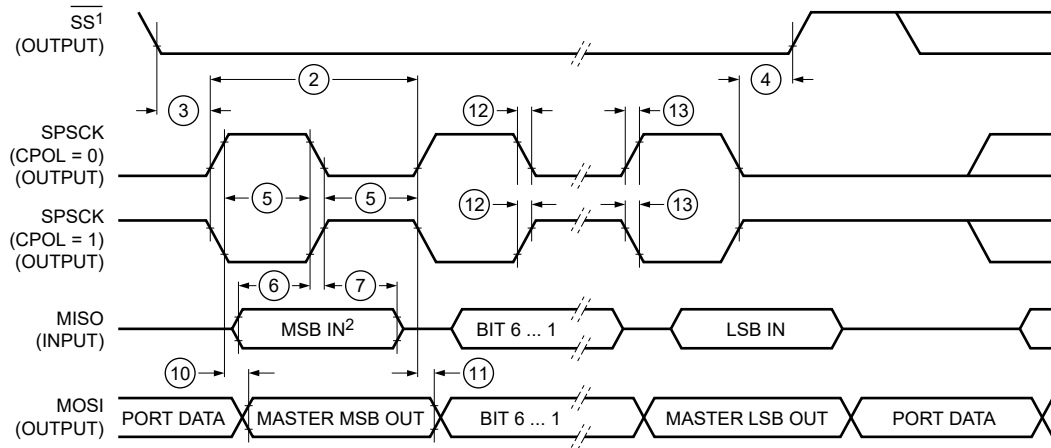 SS¹
(OUTPUT)
2
3
4
SPSCK
(CPOL = 0)
(OUTPUT)
12
13
5
5
SPSCK
(CPOL = 1)
(OUTPUT)
12
13
6
7
MISO
(INPUT)
MSB IN²
BIT 6 ... 1
LSB IN
10
11
MOSI
(OUTPUT)
PORT DATA
MASTER MSB OUT
BIT 6 ... 1
MASTER LSB OUT
PORT DATA